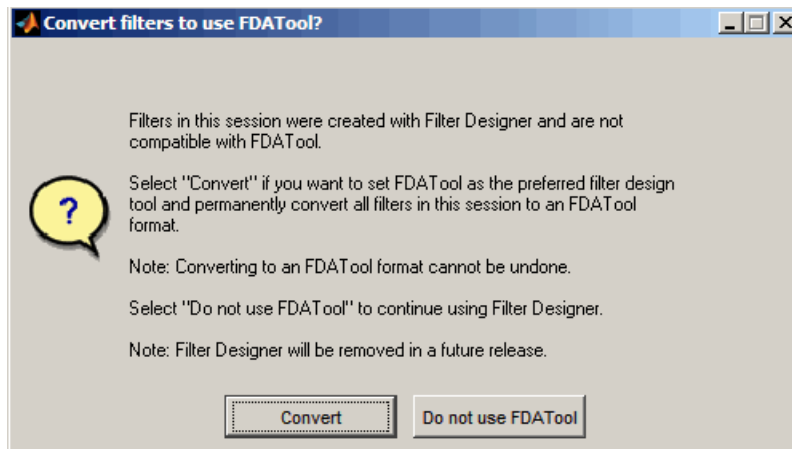 Convert filters to use FDATool?
Filters in this session were created with Filter Designer and are not
compatible with FDATool.
Select "Convert" if you want to set FDATool as the preferred filter design
tool and permanently convert all filters in this session to an FDATool
format.
?
Note: Converting to an FDATool format cannot be undone.
Select "Do not use FDATool" to continue using Filter Designer.
Note: Filter Designer will be removed in a future release.
Convert
Do not use FDATool